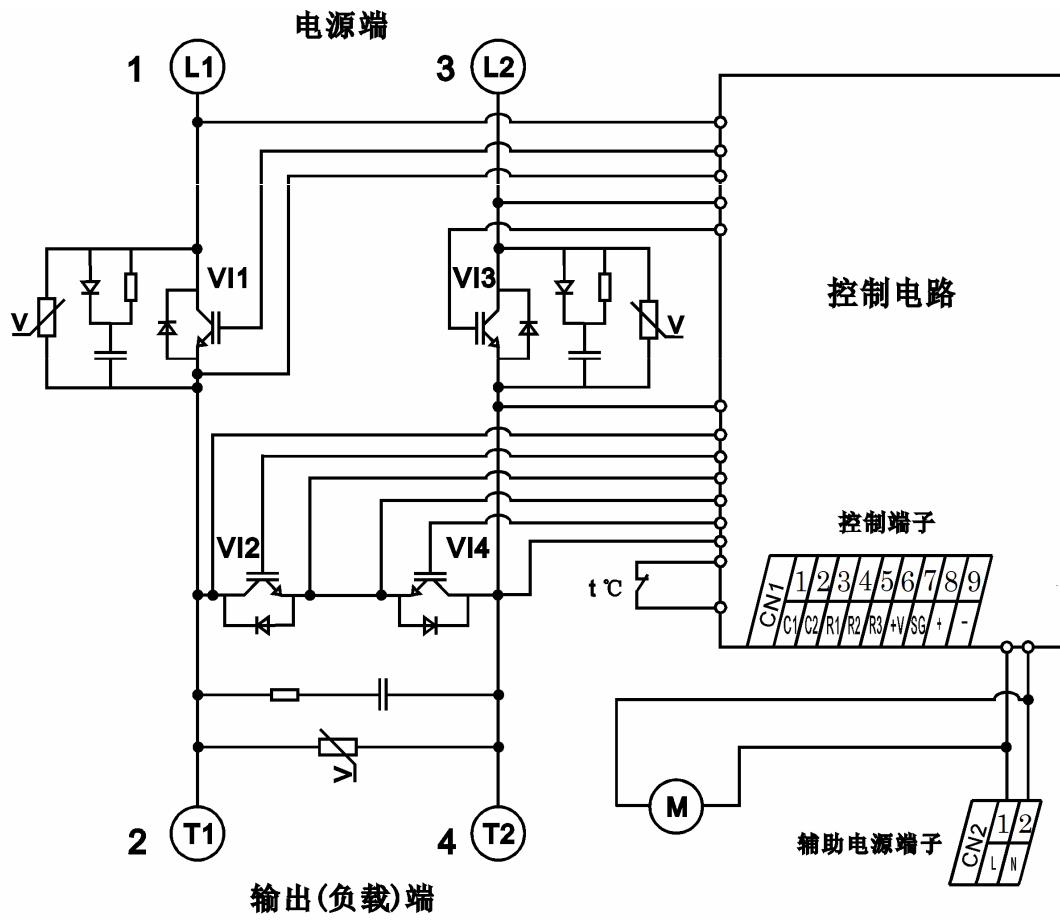 电源端
1 L1 3 L2
VI1 VI3
V V
控制电路
控制端子
VI2 VI4
t ℃
CN1 1 2 3 4 5 6 7 8 9
C1 C2 R1 R2 R3 +V SG + -
V
M
T1 T2
2 4
辅助电源端子
CN2 1 2
L N
输出(负载)端